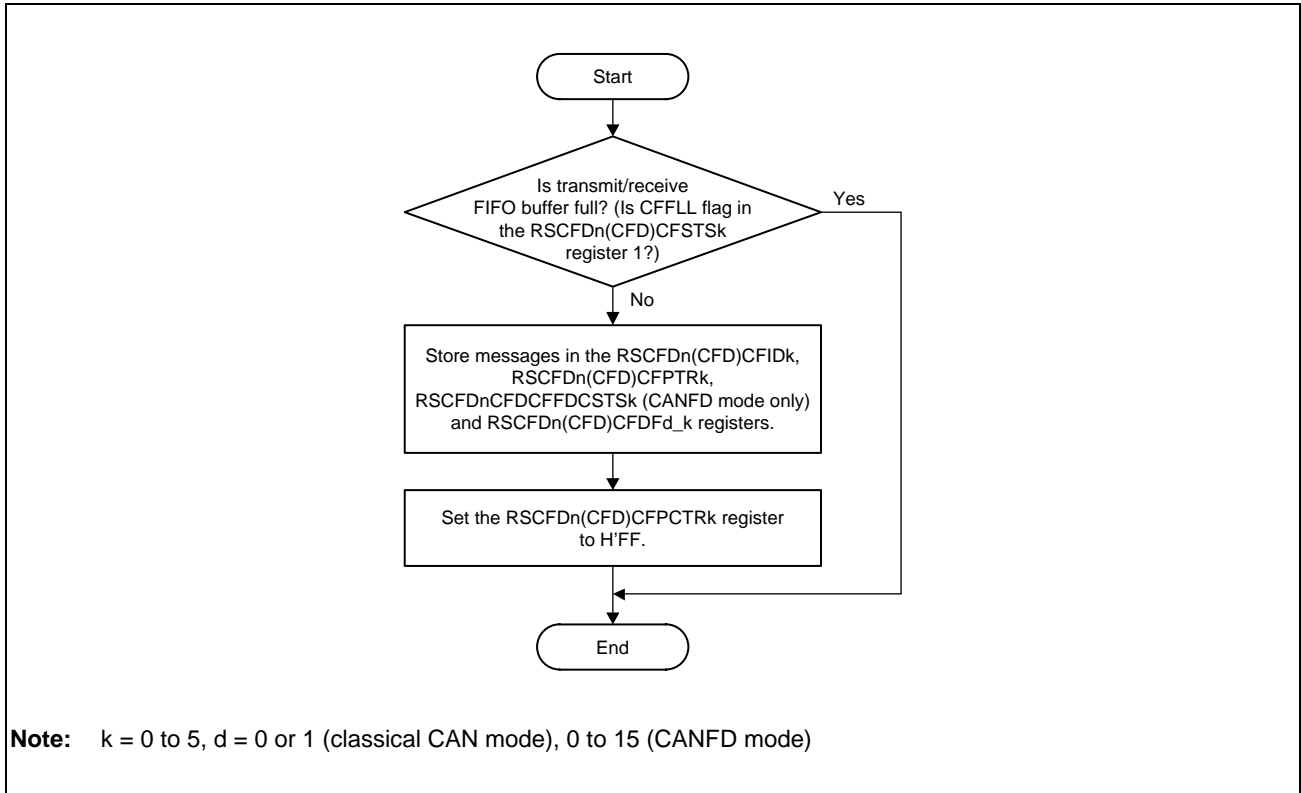 Start
Is transmit/receive
FIFO buffer full? (Is CFFLL flag in
the RSCFDn(CFD)CFSTSk
register 1?)
Yes
No
Store messages in the RSCFDn(CFD)CFIDk,
RSCFDn(CFD)CFPTRk,
RSCFDnCFDCFFDCSTSk (CANFD mode only)
and RSCFDn(CFD)CFDFd_k registers.
Set the RSCFDn(CFD)CFPCTRk register
to H'FF.
End
Note: k = 0 to 5, d = 0 or 1 (classical CAN mode), 0 to 15 (CANFD mode)